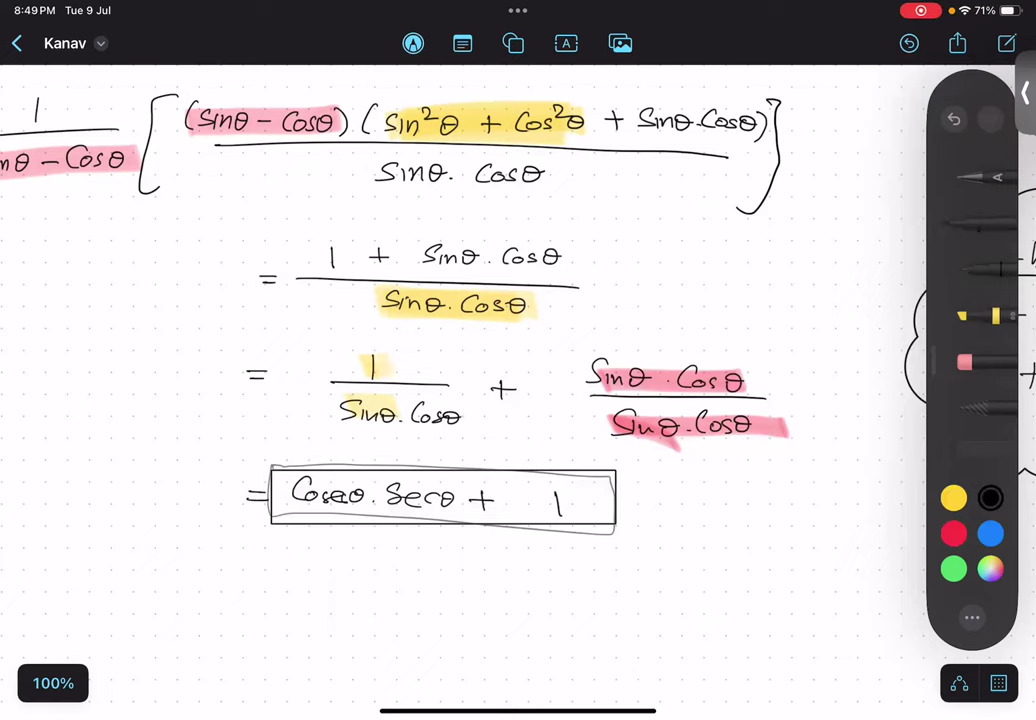 8:49 PM Tue 9 Jul
71%
Kanav
A
1
nθ - Cosθ
(Sinθ - Cosθ) (Sin²θ + Cos²θ + Sinθ.Cosθ)
Sinθ. Cosθ
1 + Sinθ.Cosθ
=
Sinθ.Cosθ
= 1 + Sinθ.Cosθ
Sinθ.Cosθ Sinθ.Cosθ
= Cosecθ.Secθ + 1
100%